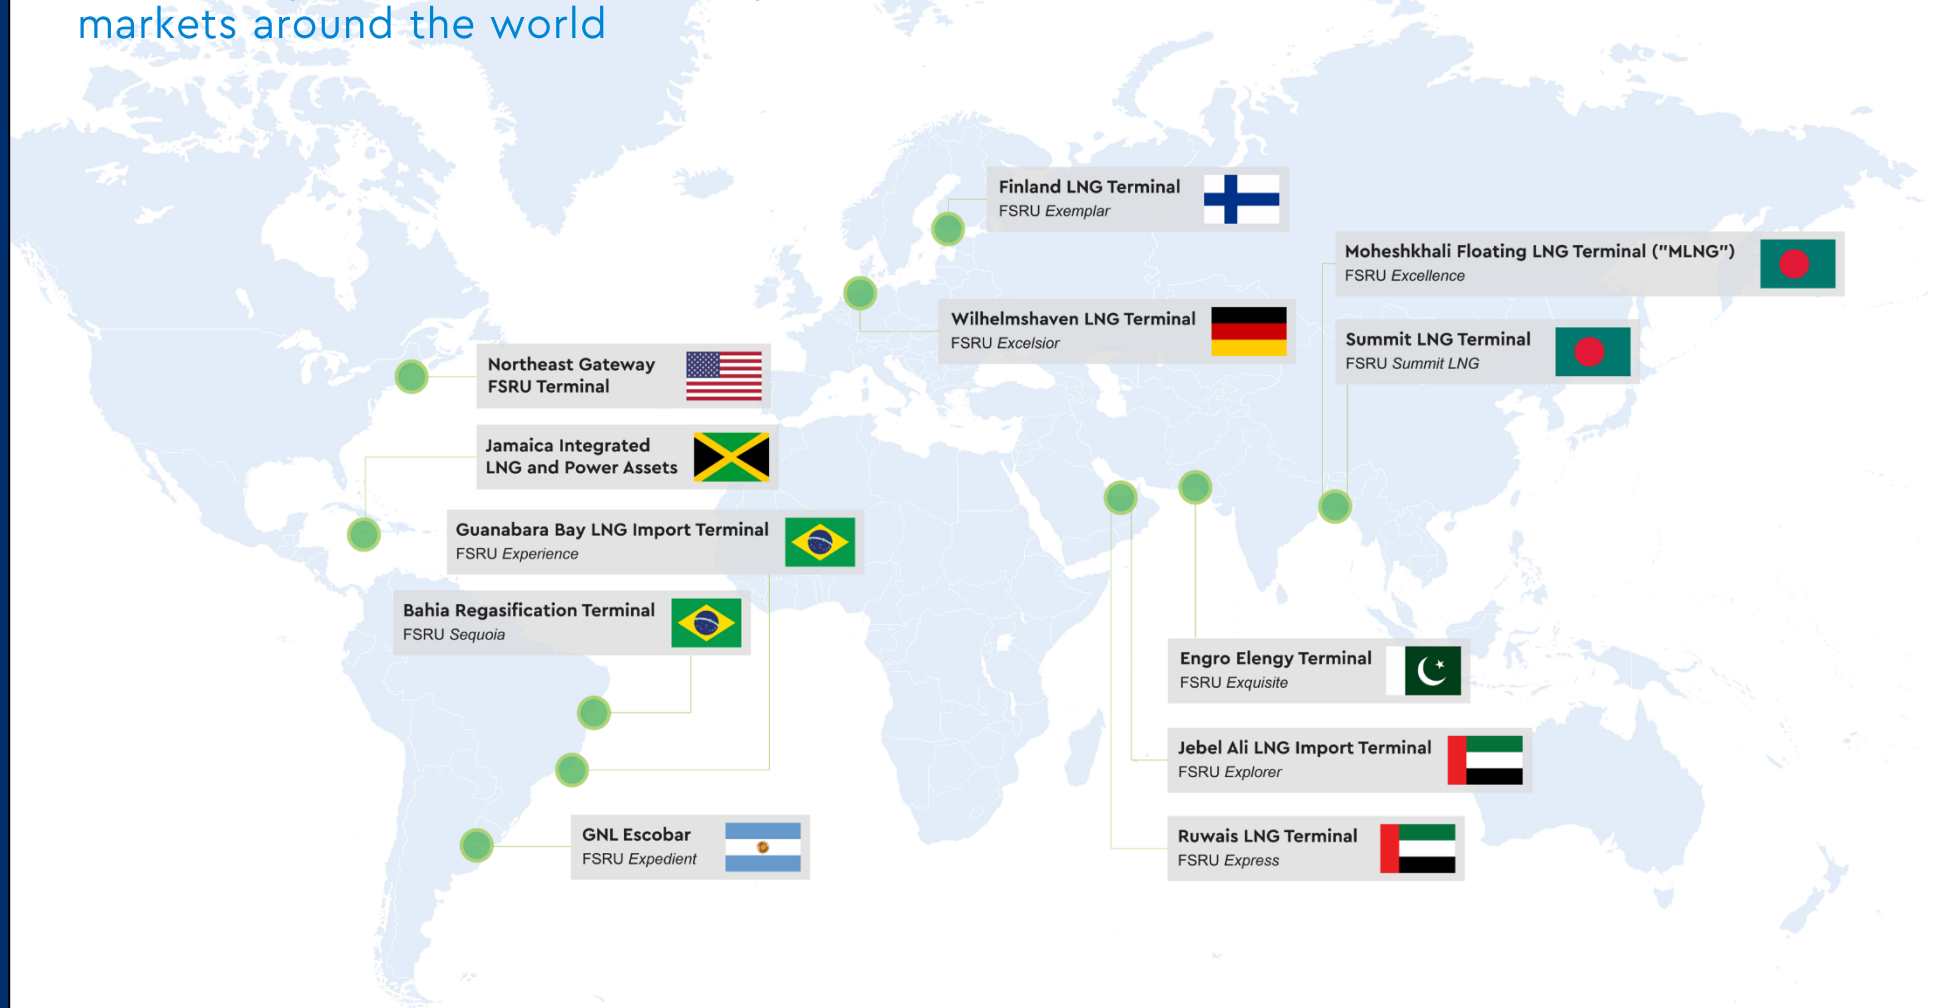 markets around the world
Finland LNG Terminal
FSRU Exemplar
Moheshkhali Floating LNG Terminal ("MLNG")
FSRU Excellence
Wilhelmshaven LNG Terminal
FSRU Excelsior
Summit LNG Terminal
FSRU Summit LNG
Northeast Gateway
FSRU Terminal
Jamaica Integrated
LNG and Power Assets
Guanabara Bay LNG Import Terminal
FSRU Experience
Bahia Regasification Terminal
FSRU Sequoia
Engro Elengy Terminal
FSRU Exquisite
Jebel Ali LNG Import Terminal
FSRU Explorer
GNL Escobar
FSRU Expedient
Ruwais LNG Terminal
FSRU Express